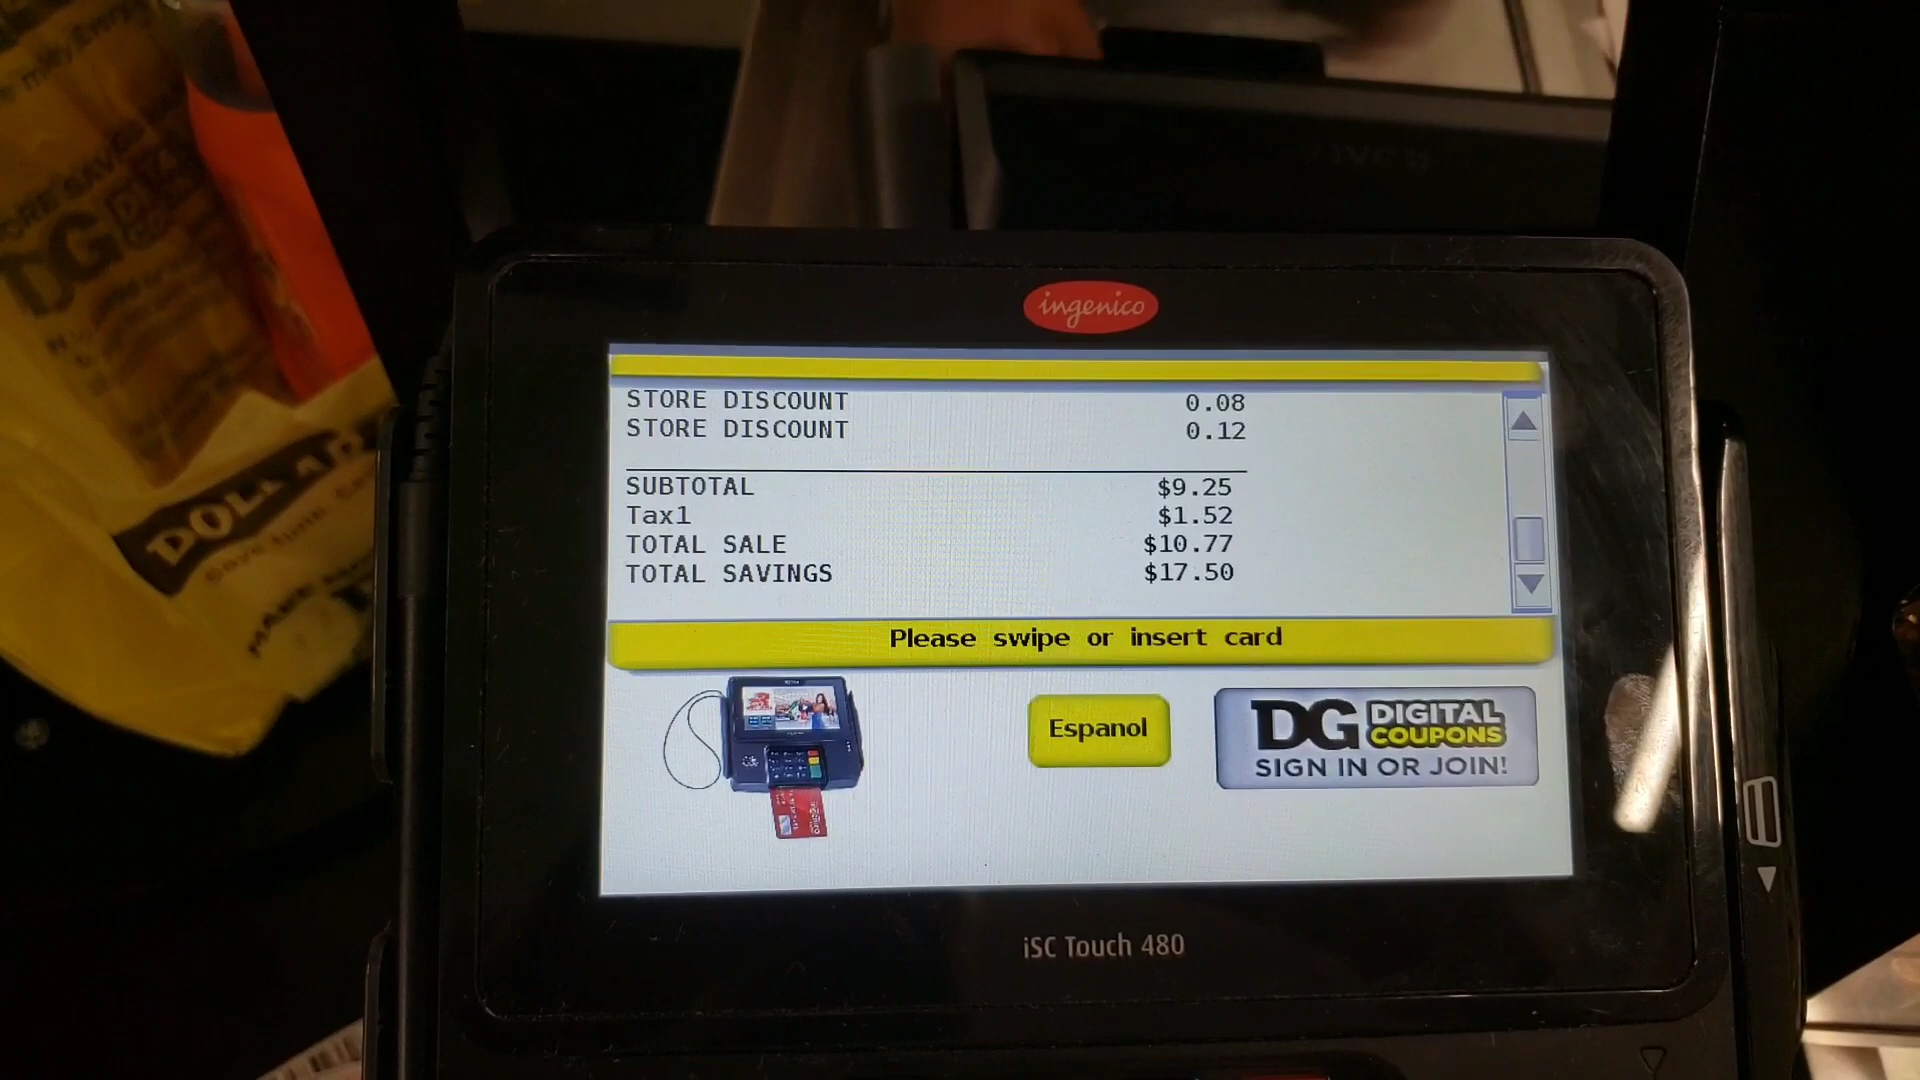 DG
DOLLAR
ingenico
STORE DISCOUNT 0.08
STORE DISCOUNT 0.12
SUBTOTAL $9.25
Tax1 $1.52
TOTAL SALE $10.77
TOTAL SAVINGS $17.50
Please swipe or insert card
Espanol
DG DIGITAL COUPONS
SIGN IN OR JOIN!
iSC Touch 480